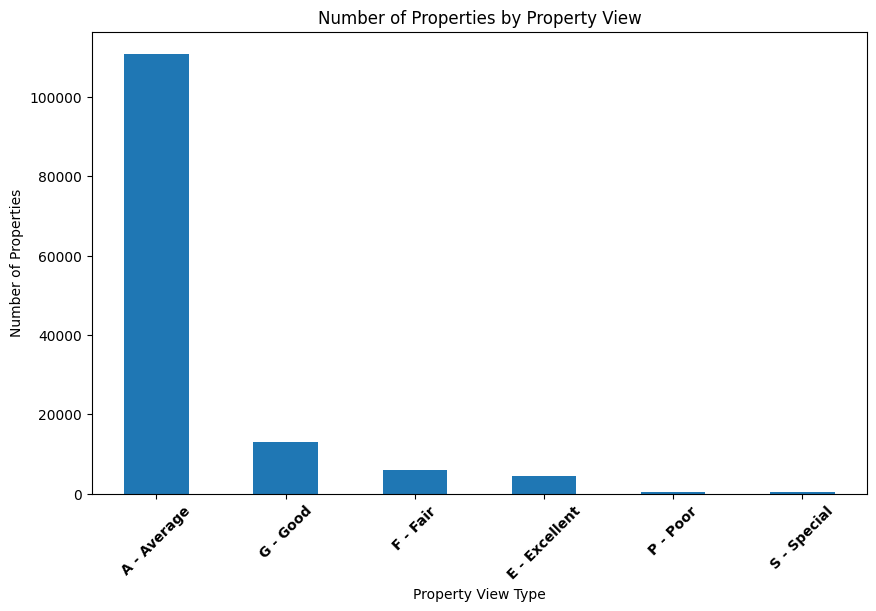 Number of Properties by Property View
Number of Properties
100000
80000
60000
40000
20000
0
A - Average
G - Good
F - Fair
E - Excellent
P - Poor
S - Special
Property View Type